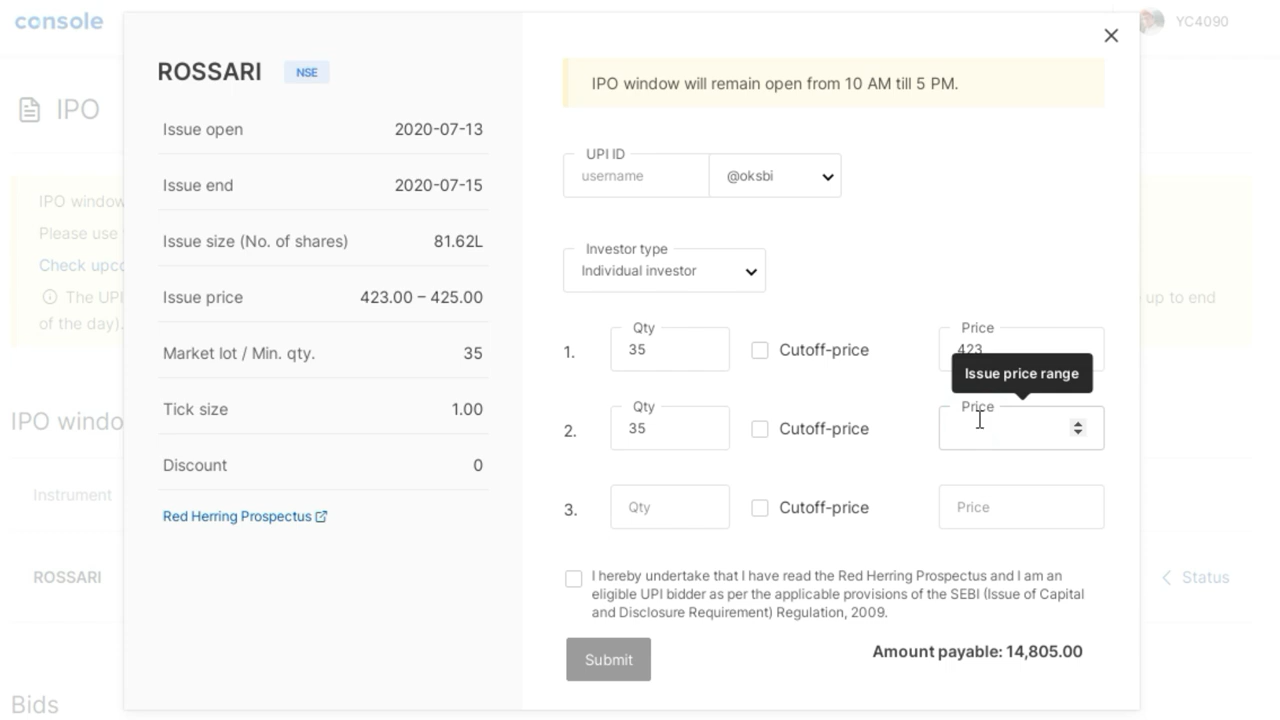 console
YC4090
IPO
IPO window
Please use
Check upco
The UPI
up to end
of the day).
IPO windo
Instrument
ROSSARI
Status
Bids
ROSSARI
NSE
Issue open 2020-07-13
Issue end 2020-07-15
Issue size (No. of shares) 81.62L
Issue price 423.00 – 425.00
Market lot / Min. qty. 35
Tick size 1.00
Discount 0
Red Herring Prospectus
IPO window will remain open from 10 AM till 5 PM.
UPI ID
username @oksbi
Investor type
Individual investor
Qty Price
1. 35 Cutoff-price 423
Issue price range
Qty Price
2. 35 Cutoff-price
3. Qty Cutoff-price Price
I hereby undertake that I have read the Red Herring Prospectus and I am an
eligible UPI bidder as per the applicable provisions of the SEBI (Issue of Capital
and Disclosure Requirement) Regulation, 2009.
Submit
Amount payable: 14,805.00